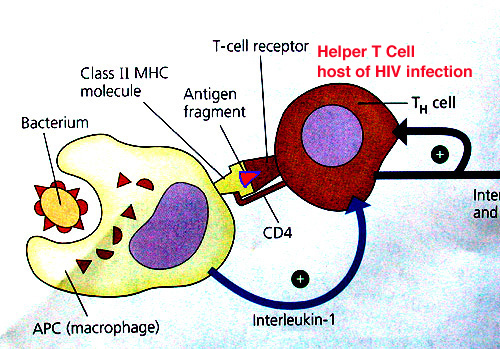 T-cell receptor
Helper T Cell
host of HIV infection
Class II MHC
molecule
Antigen
fragment
TH cell
Bacterium
+
CD4
Inter
and
+
Interleukin-1
APC (macrophage)